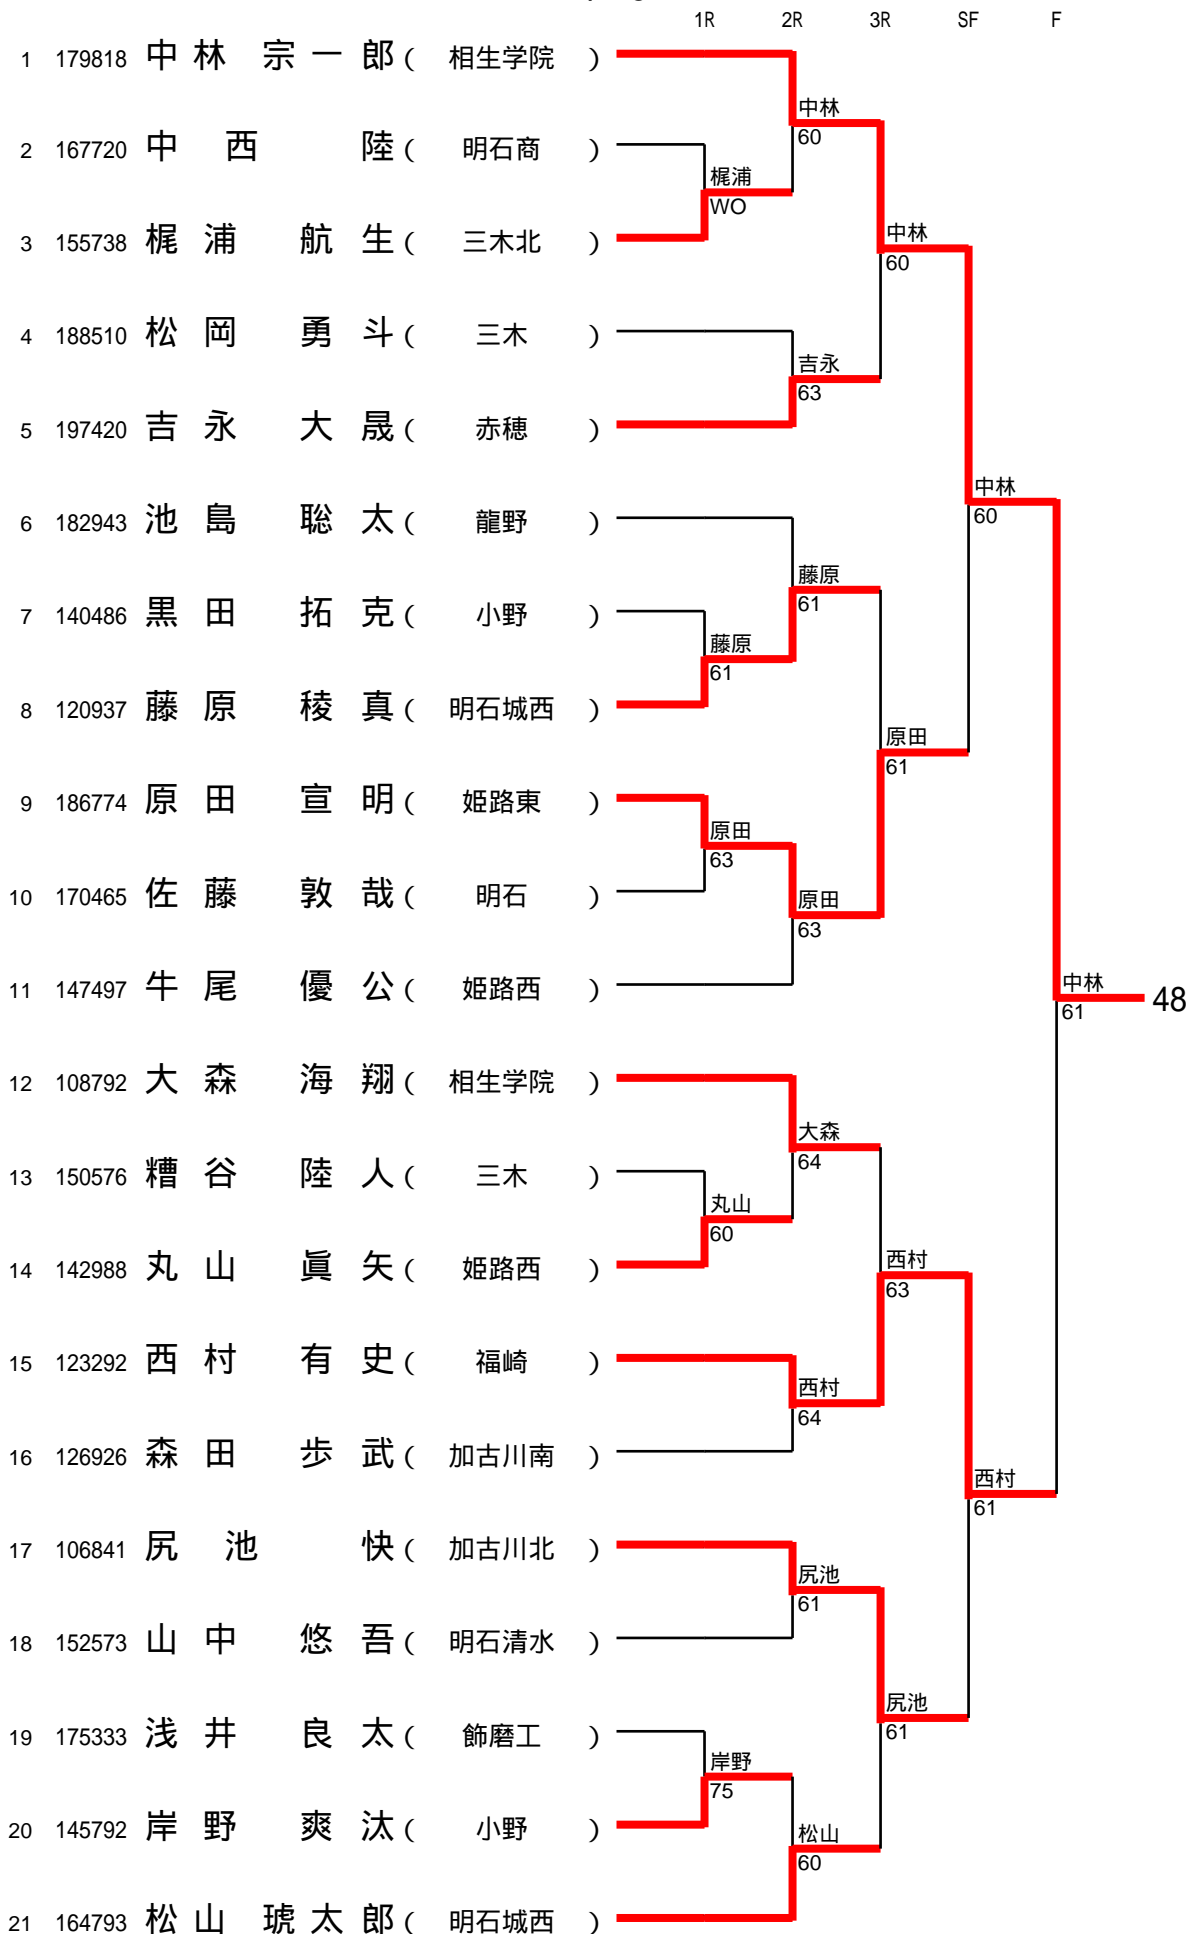 1R 2R 3R SF F
1 179818 中林 宗一郎 ( 相生学院 )
中林
60
2 167720 中西 陸 ( 明石商 )
梶浦
WO
3 155738 梶浦 航生 ( 三木北 )
中林
60
4 188510 松岡 勇斗 ( 三木 )
吉永
63
5 197420 吉永 大晟 ( 赤穂 )
中林
60
6 182943 池島 聡太 ( 龍野 )
藤原
61
7 140486 黒田 拓克 ( 小野 )
藤原
61
8 120937 藤原 稜真 ( 明石城西 )
原田
61
9 186774 原田 宣明 ( 姫路東 )
原田
63
10 170465 佐藤 敦哉 ( 明石 )
原田
63
11 147497 牛尾 優公 ( 姫路西 )
中林
61
48
12 108792 大森 海翔 ( 相生学院 )
大森
64
13 150576 糟谷 陸人 ( 三木 )
丸山
60
14 142988 丸山 眞矢 ( 姫路西 )
西村
63
15 123292 西村 有史 ( 福崎 )
西村
64
16 126926 森田 歩武 ( 加古川南 )
西村
61
17 106841 尻池 快 ( 加古川北 )
尻池
61
18 152573 山中 悠吾 ( 明石清水 )
尻池
61
19 175333 浅井 良太 ( 飾磨工 )
岸野
75
20 145792 岸野 爽汰 ( 小野 )
松山
60
21 164793 松山 琥太郎 ( 明石城西 )